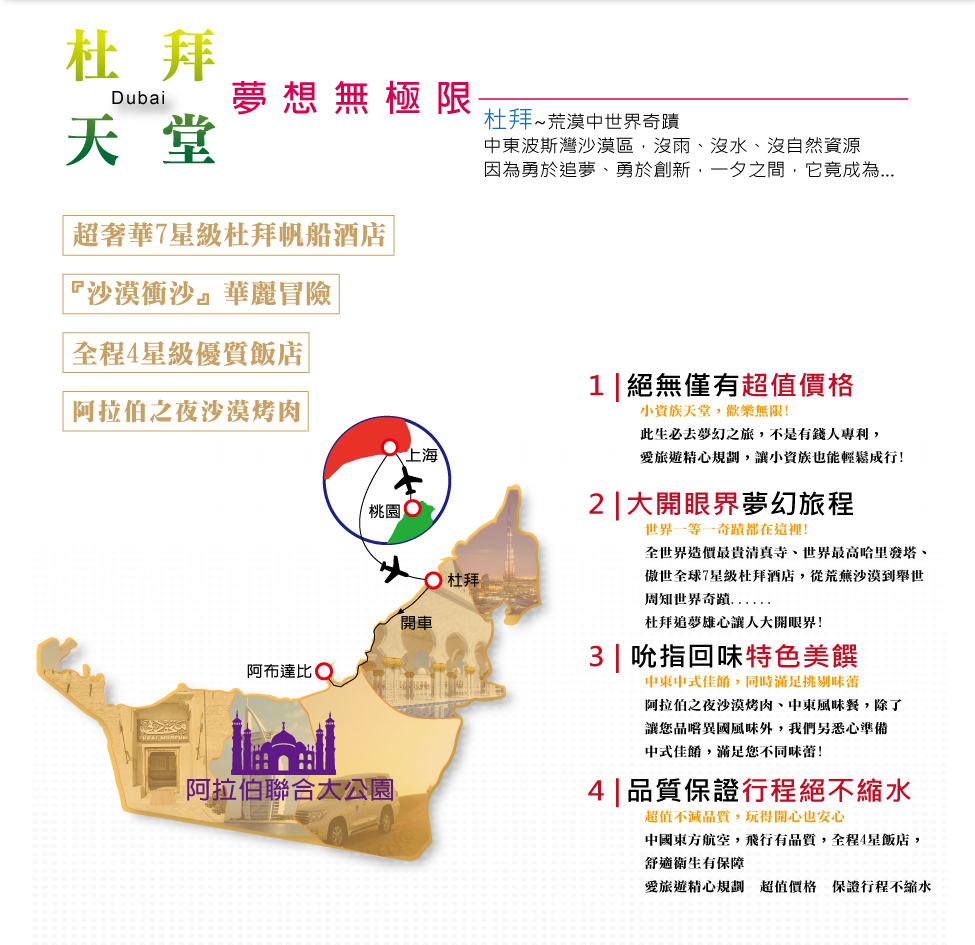 杜拜
Dubai
天堂
夢想無極限
杜拜~荒漠中世界奇蹟
中東波斯灣沙漠區，沒雨、沒水、沒自然資源
因為勇於追夢、勇於創新，一夕之間，它竟成為...
超奢華7星級杜拜帆船酒店
『沙漠衝沙』華麗冒險
全程4星級優質飯店
阿拉伯之夜沙漠烤肉
上海
桃園
杜拜
開車
阿布達比
阿拉伯聯合大公園
1|絕無僅有超值價格
小資族天堂，歡樂無限!
此生必去夢幻之旅，不是有錢人專利，
愛旅遊精心規劃，讓小資族也能輕鬆成行!
2|大開眼界夢幻旅程
世界一等一奇蹟都在這裡!
全世界造價最貴清真寺、世界最高哈里發塔、
傲世全球7星級杜拜酒店，從荒蕪沙漠到舉世
周知世界奇蹟......
杜拜追夢雄心讓人大開眼界!
3|吮指回味特色美饌
中東中式佳餚，同時滿足挑剔味蕾
阿拉伯之夜沙漠烤肉、中東風味餐，除了
讓您品嚐異國風味外，我們另悉心準備
中式佳餚，滿足您不同味蕾!
4|品質保證行程絕不縮水
超值不減品質，玩得開心也安心
中國東方航空，飛行有品質，全程4星飯店，
舒適衛生有保障
愛旅遊精心規劃　超值價格　保證行程不縮水